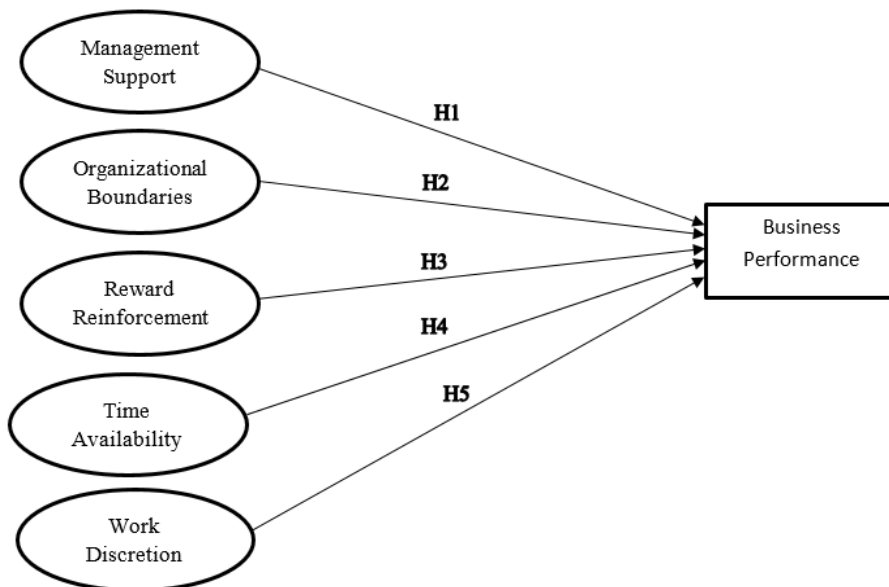 Management
Support
H1
Organizational
Boundaries
H2
Business
Performance
Reward
Reinforcement
H3
H4
Time
Availability
H5
Work
Discretion